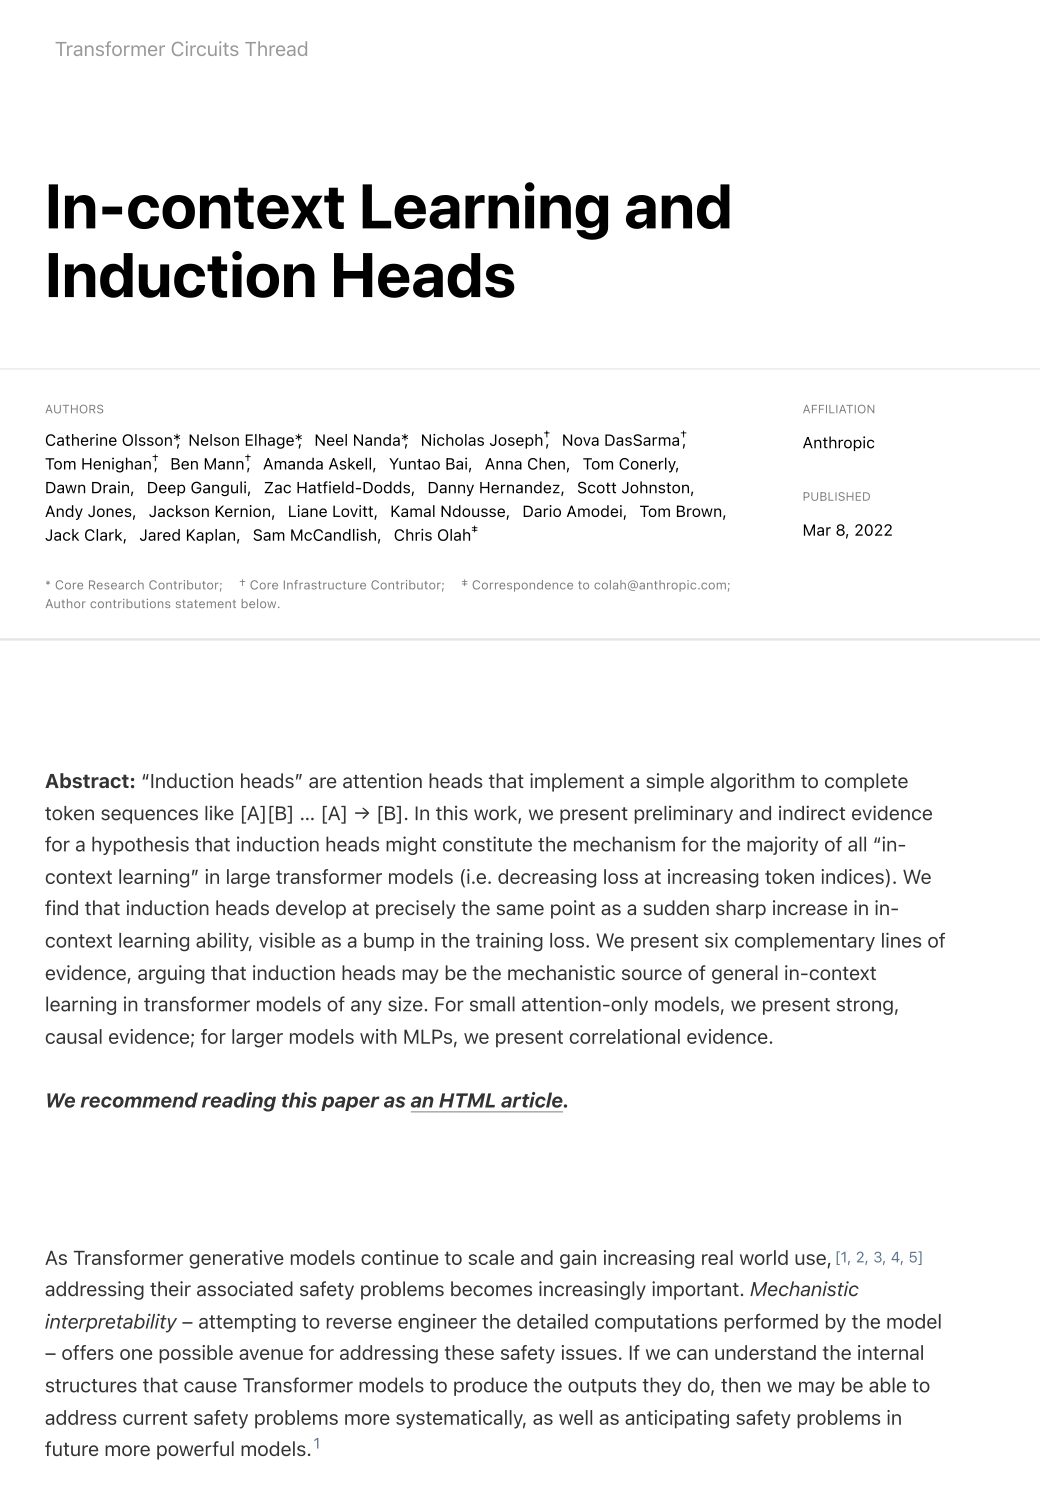 Transformer Circuits Thread
In-context Learning and
Induction Heads
AUTHORS
Catherine Olsson*, Nelson Elhage*, Neel Nanda*, Nicholas Joseph†, Nova DasSarma†,
Tom Henighan†, Ben Mann†, Amanda Askell, Yuntao Bai, Anna Chen, Tom Conerly,
Dawn Drain, Deep Ganguli, Zac Hatfield-Dodds, Danny Hernandez, Scott Johnston,
Andy Jones, Jackson Kernion, Liane Lovitt, Kamal Ndousse, Dario Amodei, Tom Brown,
Jack Clark, Jared Kaplan, Sam McCandlish, Chris Olah‡
AFFILIATION
Anthropic
PUBLISHED
Mar 8, 2022
* Core Research Contributor; † Core Infrastructure Contributor; ‡ Correspondence to colah@anthropic.com;
Author contributions statement below.
Abstract: “Induction heads” are attention heads that implement a simple algorithm to complete
token sequences like [A][B] ... [A] → [B]. In this work, we present preliminary and indirect evidence
for a hypothesis that induction heads might constitute the mechanism for the majority of all “in-
context learning” in large transformer models (i.e. decreasing loss at increasing token indices). We
find that induction heads develop at precisely the same point as a sudden sharp increase in in-
context learning ability, visible as a bump in the training loss. We present six complementary lines of
evidence, arguing that induction heads may be the mechanistic source of general in-context
learning in transformer models of any size. For small attention-only models, we present strong,
causal evidence; for larger models with MLPs, we present correlational evidence.
We recommend reading this paper as an HTML article.
As Transformer generative models continue to scale and gain increasing real world use, [1, 2, 3, 4, 5]
addressing their associated safety problems becomes increasingly important. Mechanistic
interpretability – attempting to reverse engineer the detailed computations performed by the model
– offers one possible avenue for addressing these safety issues. If we can understand the internal
structures that cause Transformer models to produce the outputs they do, then we may be able to
address current safety problems more systematically, as well as anticipating safety problems in
future more powerful models. 1